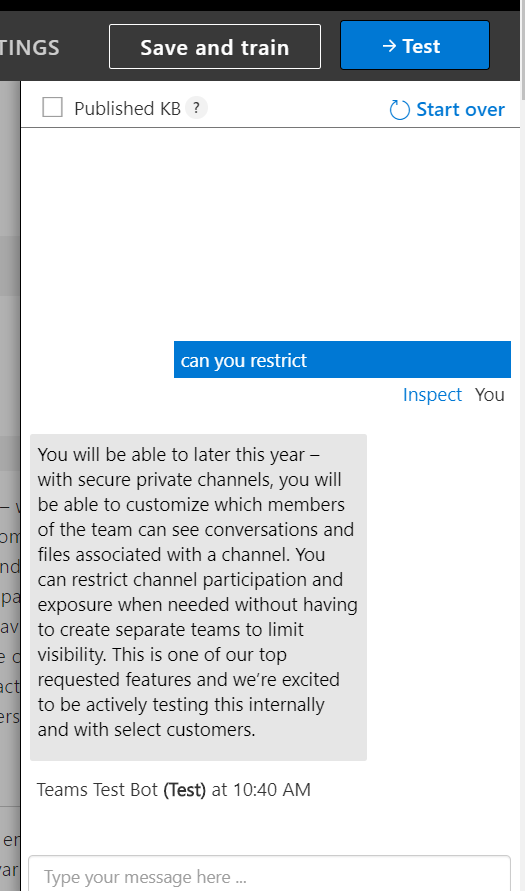 TINGS
Save and train
→ Test
Published KB ?
Start over
can you restrict
Inspect You
You will be able to later this year –
with secure private channels, you will
be able to customize which members
of the team can see conversations and
files associated with a channel. You
can restrict channel participation and
exposure when needed without having
to create separate teams to limit
visibility. This is one of our top
requested features and we’re excited
to be actively testing this internally
and with select customers.
Teams Test Bot (Test) at 10:40 AM
Type your message here ...